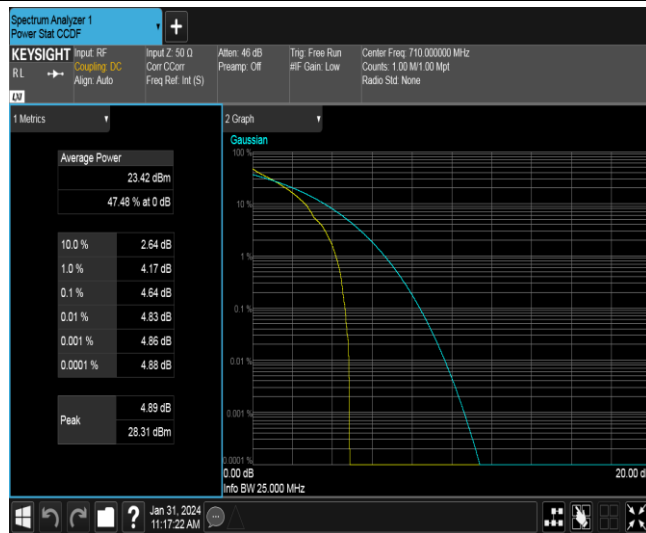 Spectrum Analyzer 1
Power Stat CCDF
+
KEYSIGHT
RL
LXI
Input: RF
Coupling: DC
Align: Auto
Input Z: 50 Ω
Corr CCorr
Freq Ref: Int (S)
Atten: 46 dB
Preamp: Off
Trig: Free Run
#IF Gain: Low
Center Freq: 710.000000 MHz
Counts: 1.00 M/1.00 Mpt
Radio Std: None
1 Metrics
Average Power
23.42 dBm
47.48 % at 0 dB
10.0 % 2.64 dB
1.0 % 4.17 dB
0.1 % 4.64 dB
0.01 % 4.83 dB
0.001 % 4.86 dB
0.0001 % 4.88 dB
Peak
4.89 dB
28.31 dBm
2 Graph
Gaussian
100 %
10 %
1 %
0.1 %
0.01 %
0.001 %
0.0001 %
0.00 dB
20.00 d
Info BW 25.000 MHz
?
Jan 31, 2024
11:17:22 AM